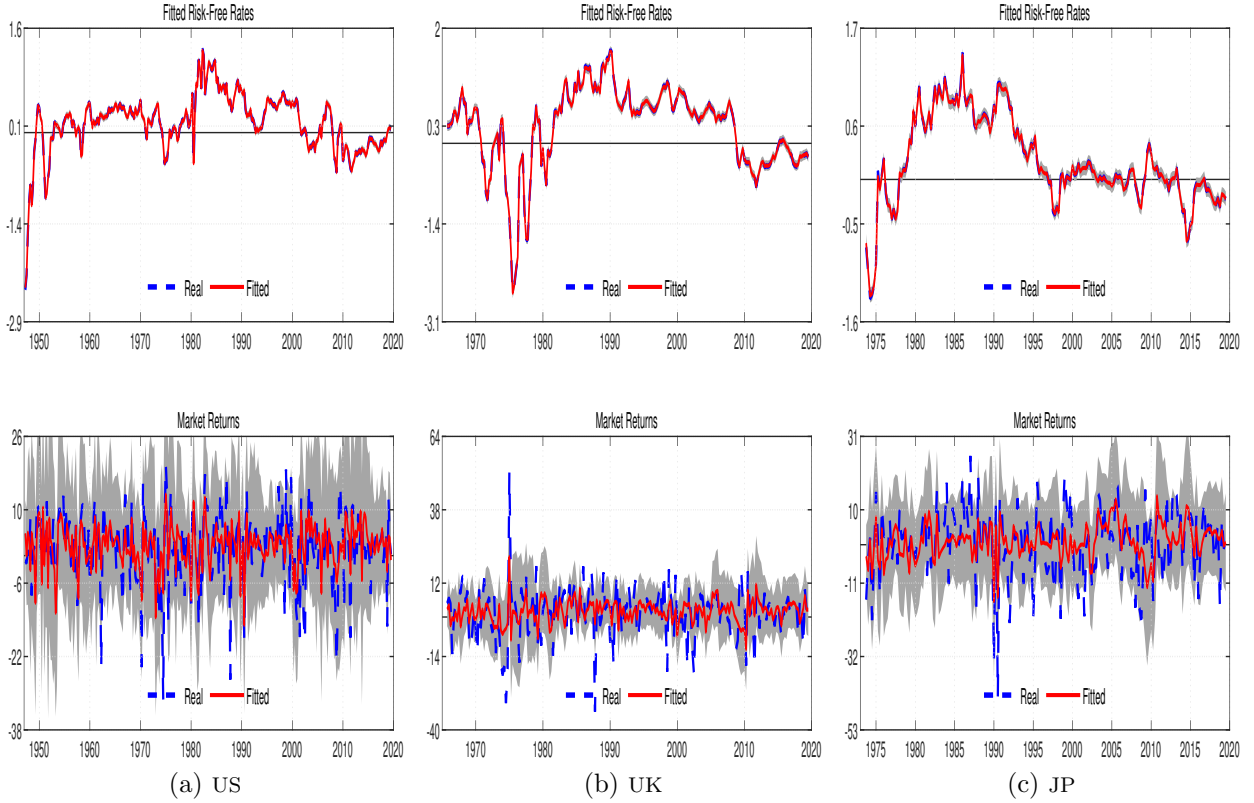 Fitted Risk-Free Rates
1.6
0.1
-1.4
-2.9
Real Fitted
1950 1960 1970 1980 1990 2000 2010 2020
Fitted Risk-Free Rates
2
0.3
-1.4
-3.1
Real Fitted
1970 1980 1990 2000 2010 2020
Fitted Risk-Free Rates
1.7
0.6
-0.5
-1.6
Real Fitted
1975 1980 1985 1990 1995 2000 2005 2010 2015 2020
Market Returns
26
10
-6
-22
-38
Real Fitted
1950 1960 1970 1980 1990 2000 2010 2020
(a) US
Market Returns
64
38
12
-14
-40
Real Fitted
1970 1980 1990 2000 2010 2020
(b) UK
Market Returns
31
10
-11
-32
-53
Real Fitted
1975 1980 1985 1990 1995 2000 2005 2010 2015 2020
(c) JP